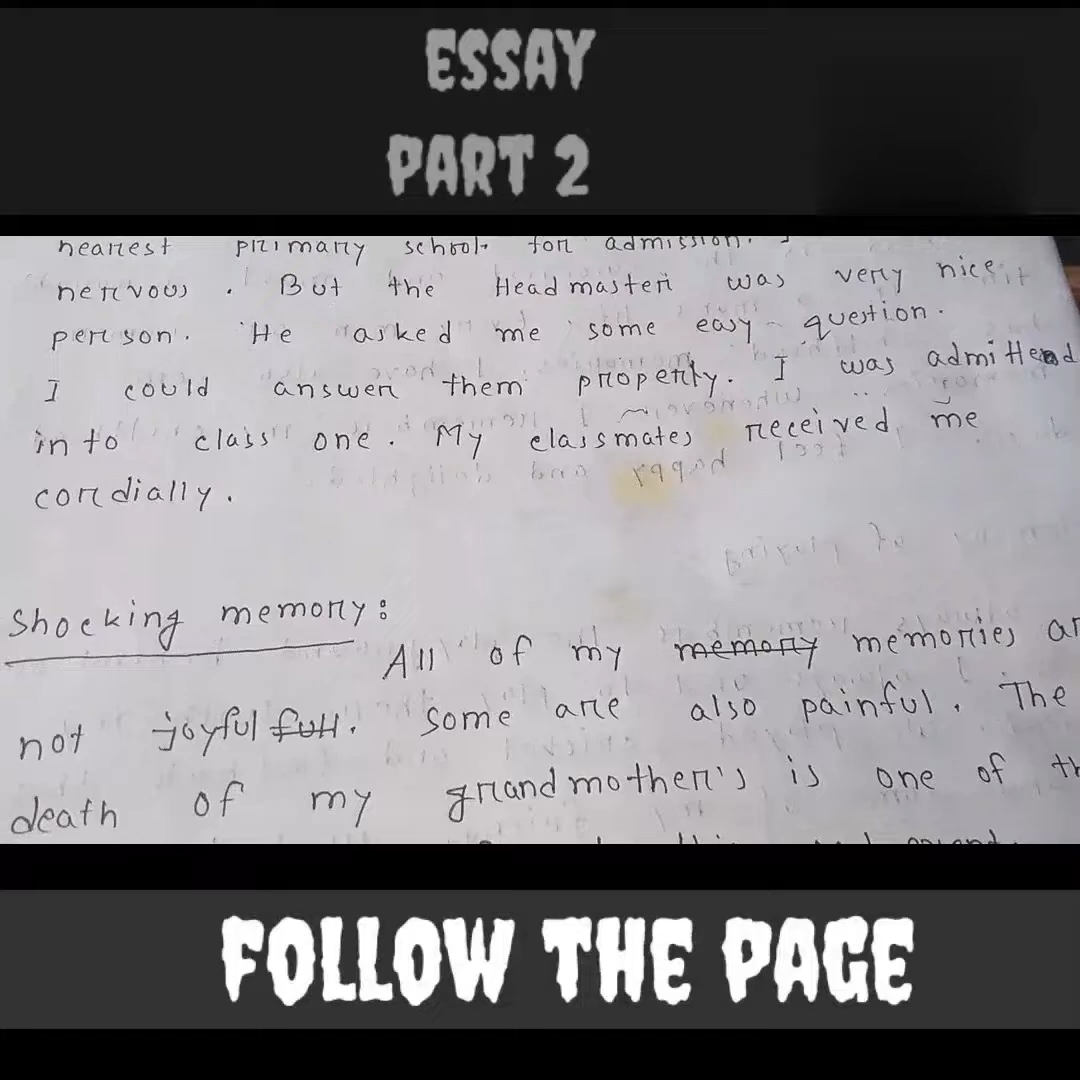 ESSAY
PART 2
nearest primary school for admission. I
nervous. But the Headmaster was very nice
person. He asked me some easy question.
I could answer them properly. I was admitted
into class one. My classmates received me
cordially.
Shocking memory:
All of my memory memories ar
not joyful full. Some are also painful. The
death of my grandmother's is one of th
FOLLOW THE PAGE